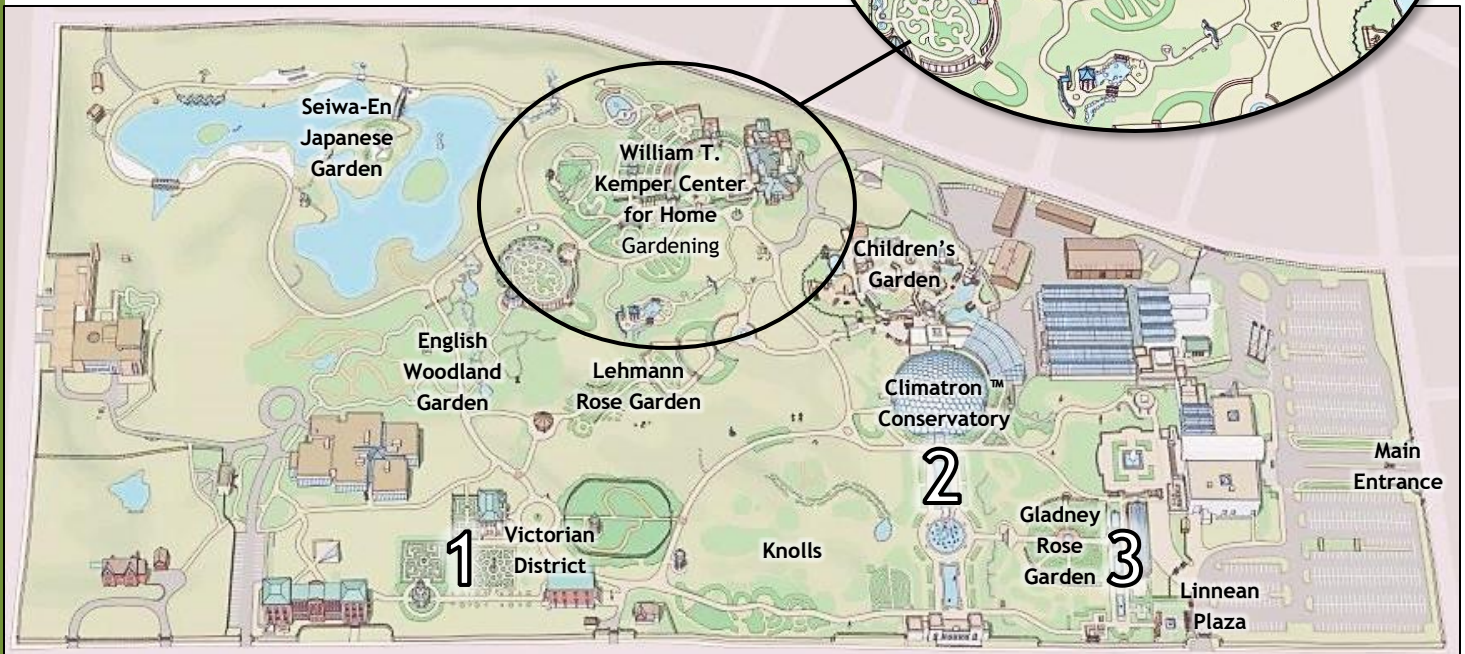 Seiwa-En
Japanese
Garden
William T.
Kemper Center
for Home
Gardening
Children's
Garden
English
Woodland
Garden
Lehmann
Rose Garden
Climatron ™
Conservatory
Main
Entrance
2
Gladney
Rose
Garden
3
1
Victorian
District
Knolls
Linnean
Plaza